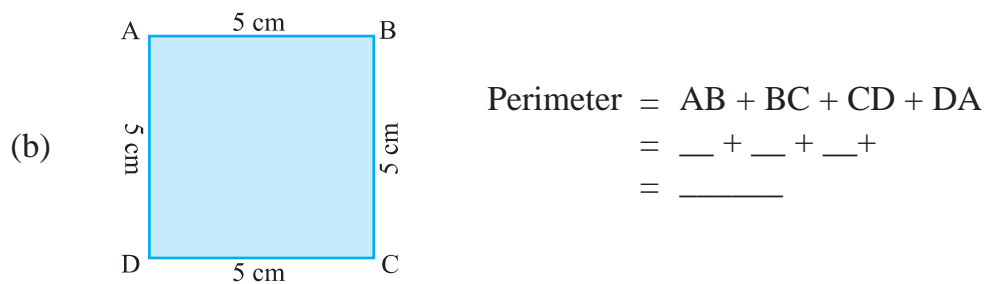 A 5 cm B
Perimeter = AB + BC + CD + DA
(b) 5 cm 5 cm = __ + __ + __+
= ______
D 5 cm C